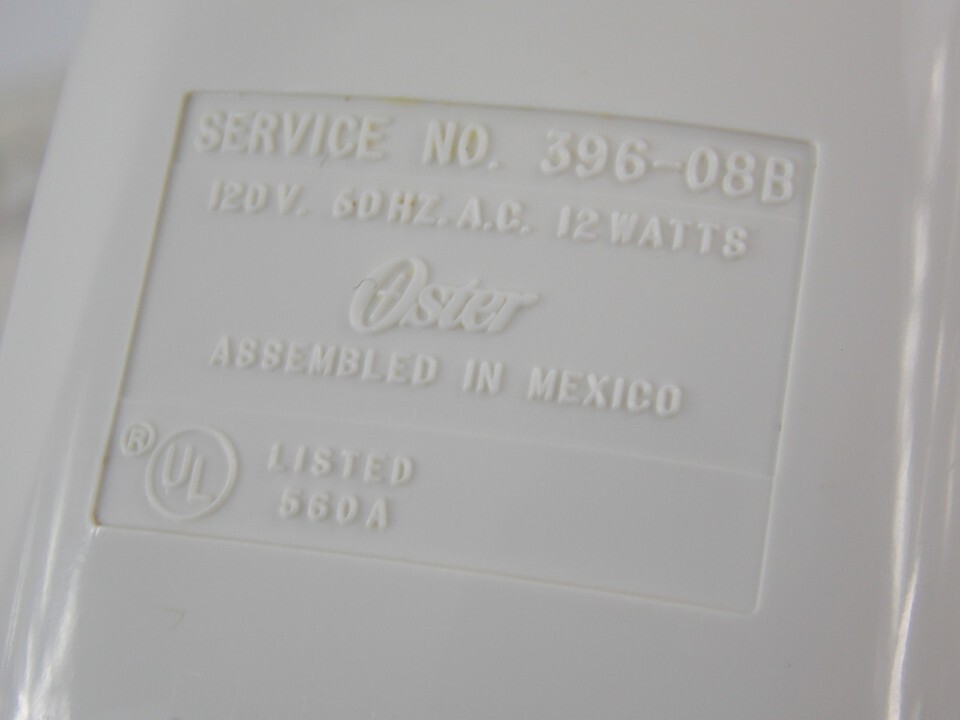 SERVICE NO. 396-08B
120V. 60HZ. A.C. 12 WATTS
Oster
ASSEMBLED IN MEXICO
® UL LISTED
560A